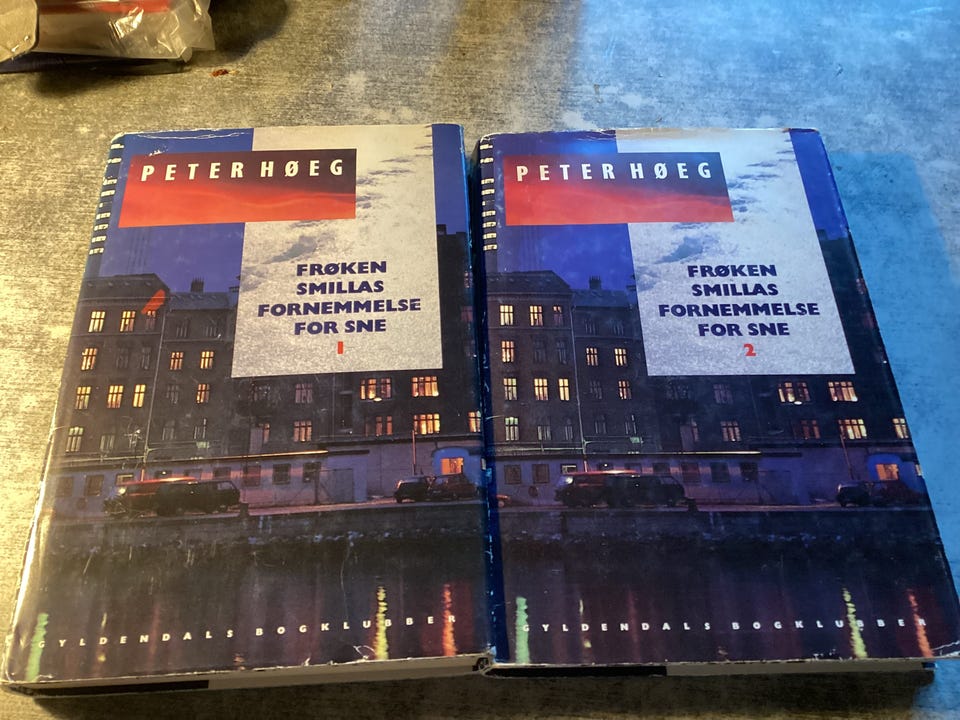 PETER HØEG
FRØKEN
SMILLAS
FORNEMMELSE
FOR SNE
1
GYLDENDALS BOGKLUBBER
PETER HØEG
FRØKEN
SMILLAS
FORNEMMELSE
FOR SNE
2
GYLDENDALS BOGKLUBBER